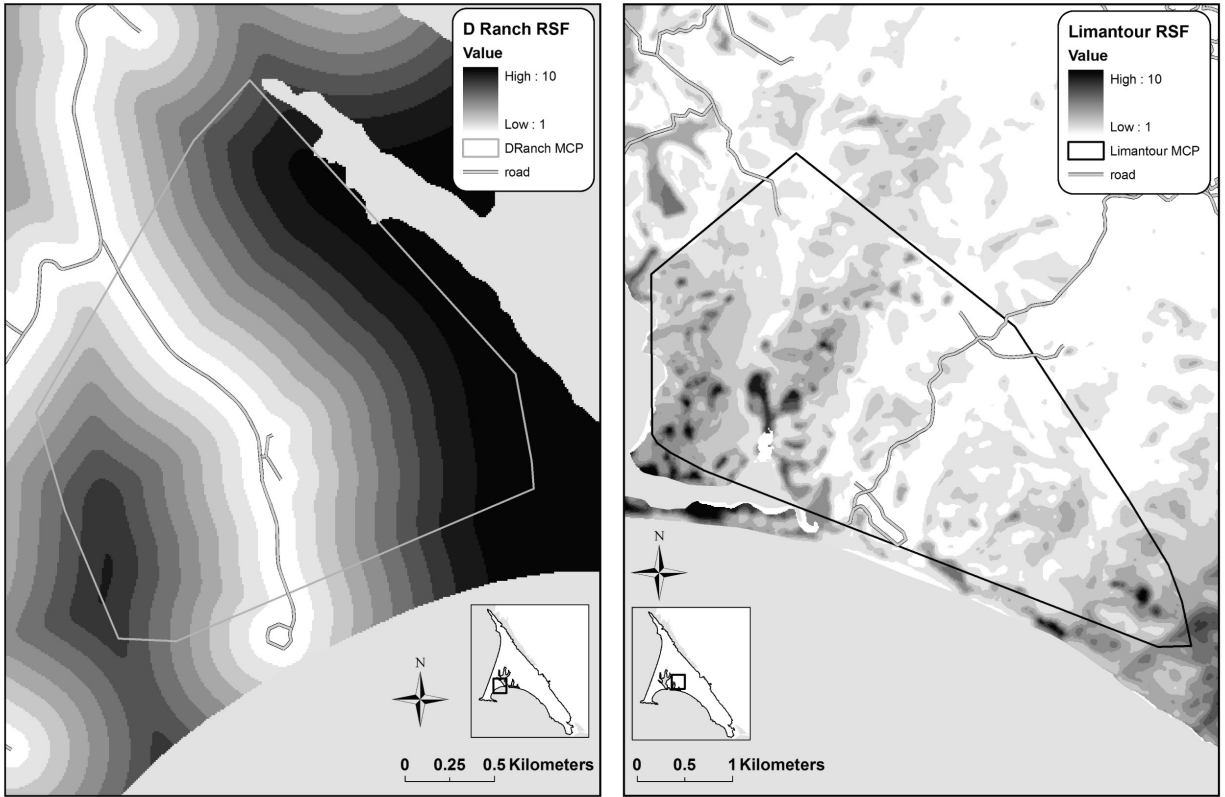 D Ranch RSF
Value
High : 10
Low : 1
DRanch MCP
road
N
0 0.25 0.5 Kilometers
Limantour RSF
Value
High : 10
Low : 1
Limantour MCP
road
N
0 0.5 1 Kilometers